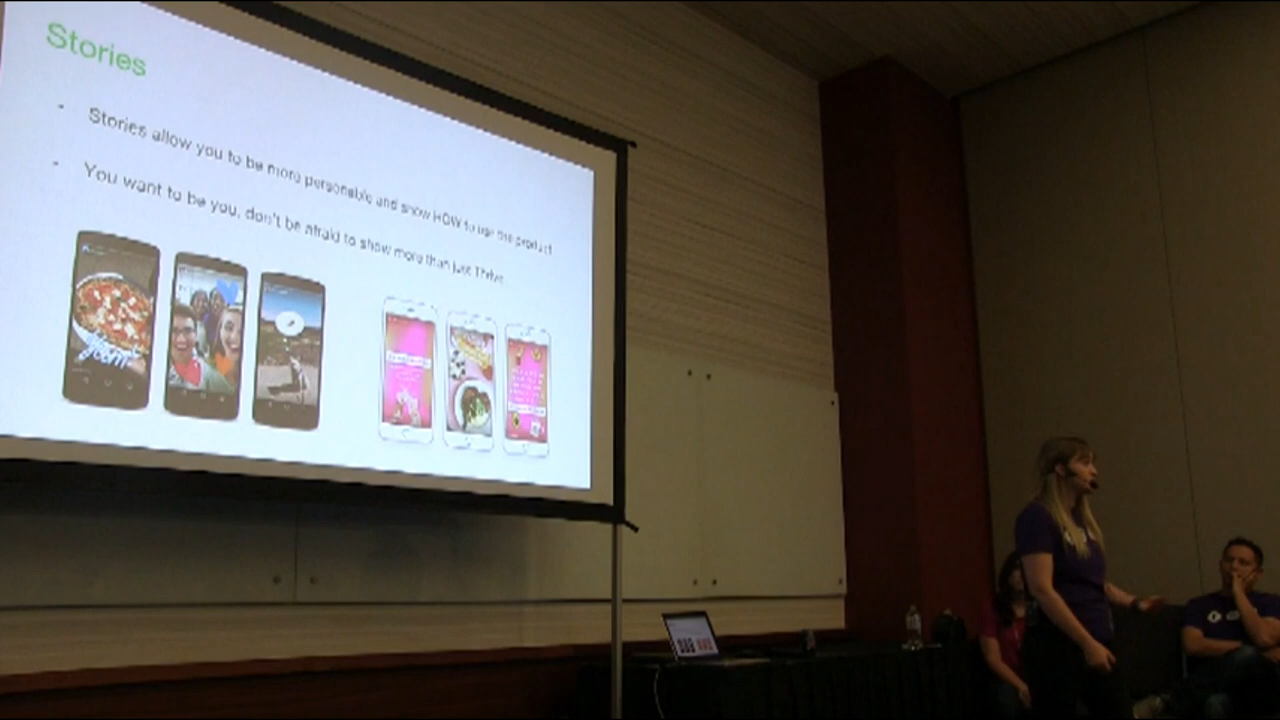 Stories
- Stories allow you to be more personable and show HOW to use the product
- You want to be you, don't be afraid to show more than just Thrive
Yum